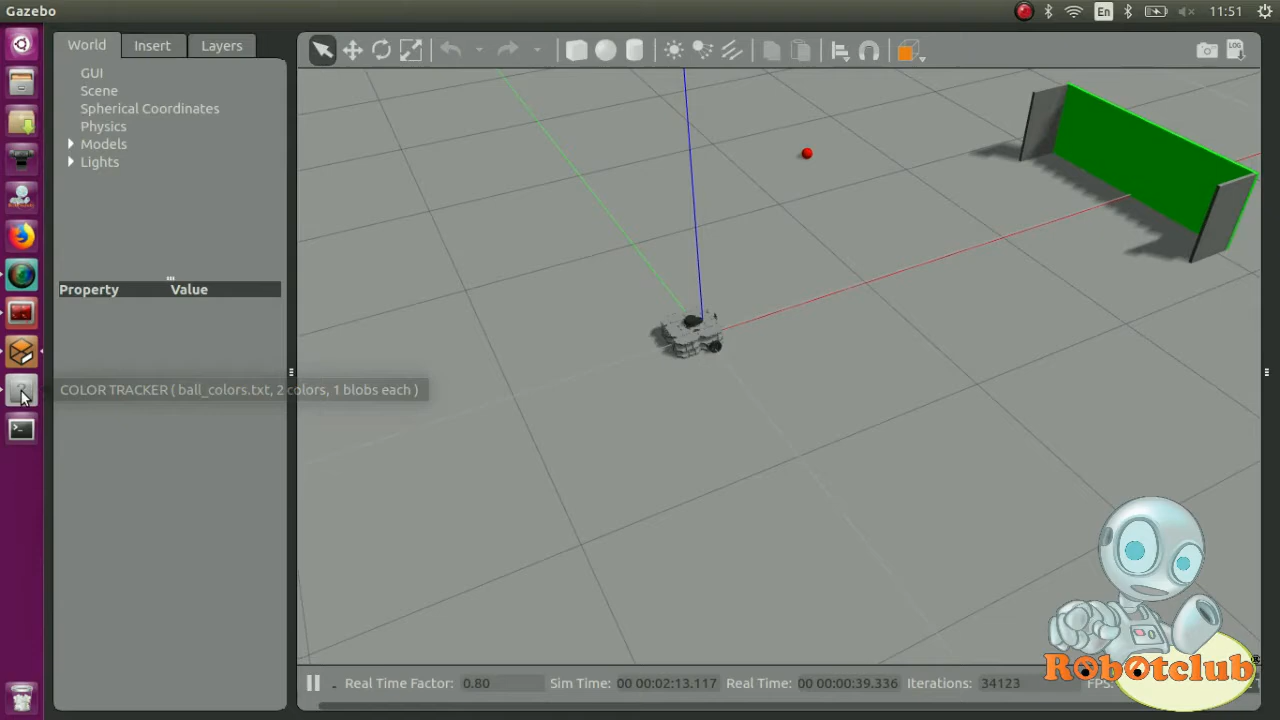 Gazebo
En
11:51
World
Insert
Layers
LOG
GUI
Scene
Spherical Coordinates
Physics
Models
Lights
Property
Value
COLOR TRACKER ( ball_colors.txt, 2 colors, 1 blobs each )
Robotclub
Real Time Factor: 0.80
Sim Time: 00 00:02:13.117
Real Time: 00 00:00:39.336
Iterations: 34123
FPS: